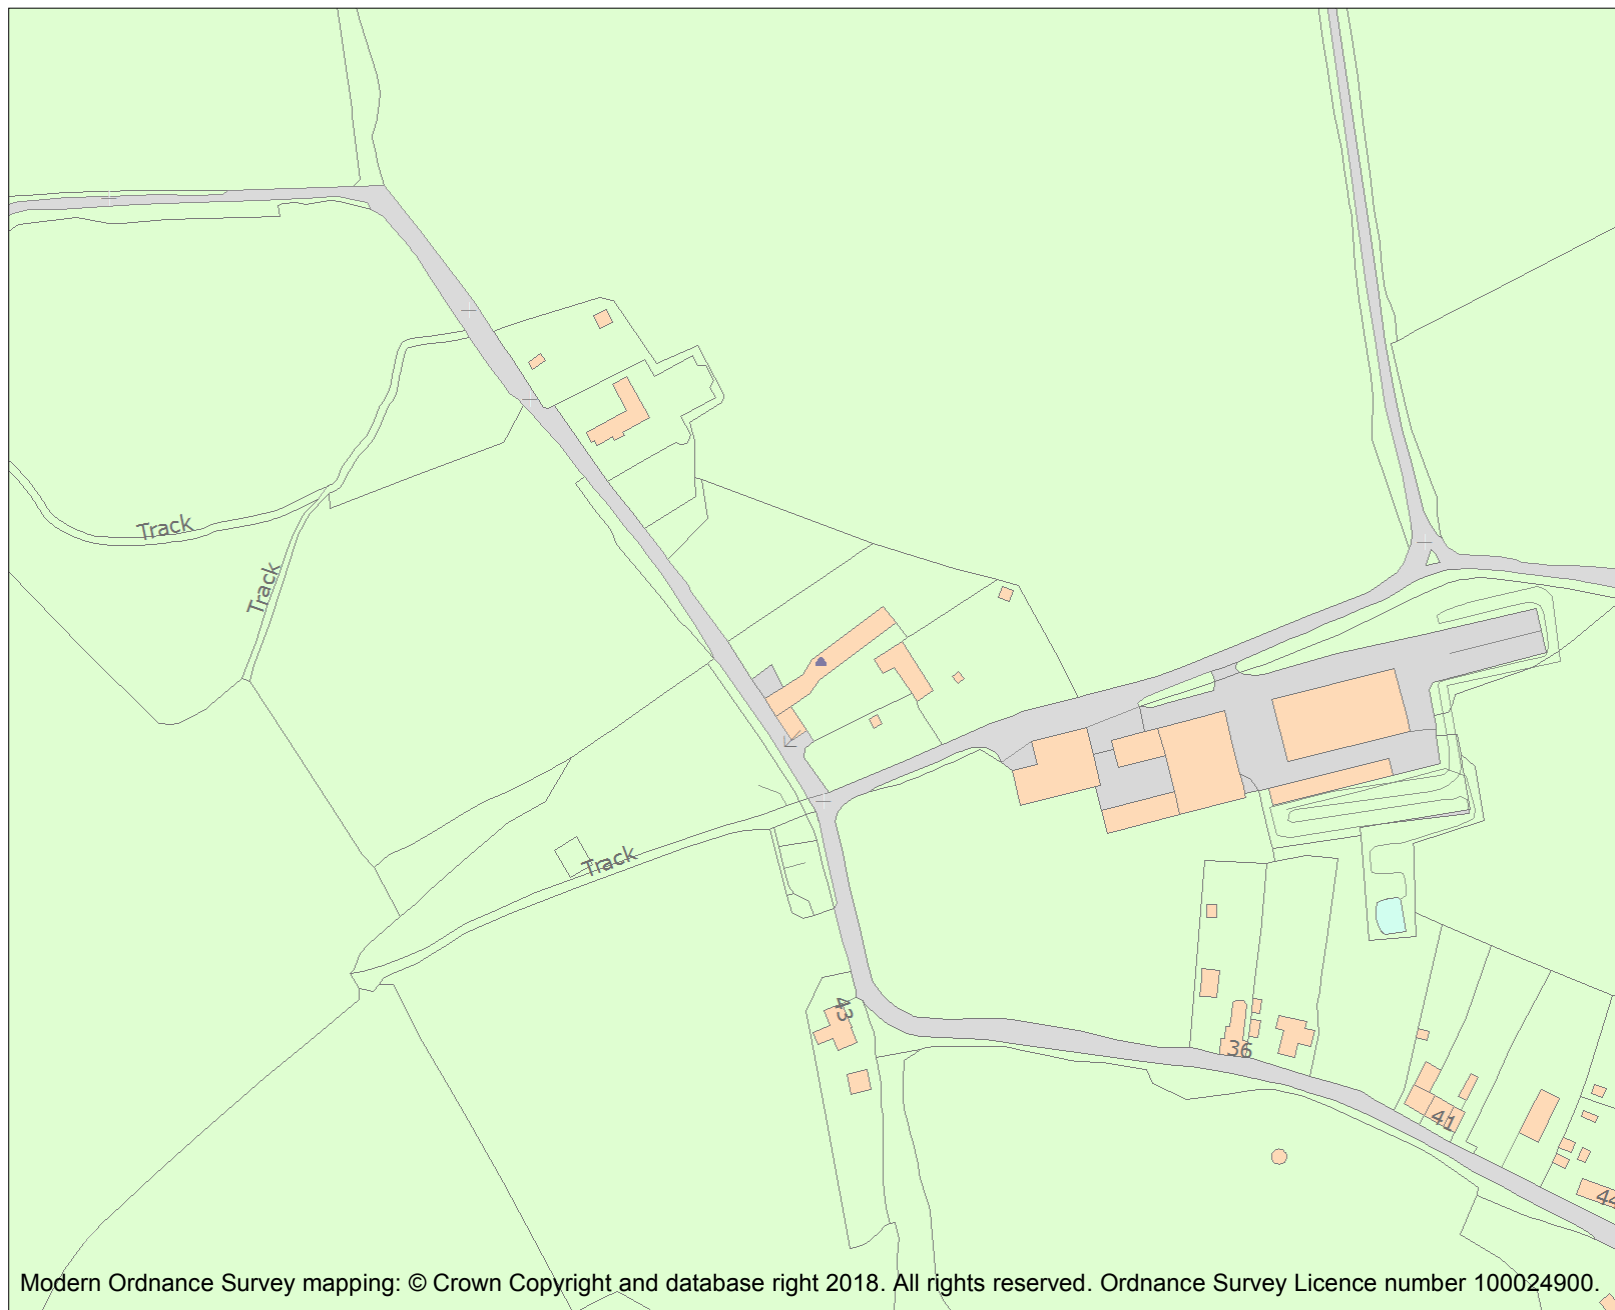 Track
Track
Track
43
36
41
44
Modern Ordnance Survey mapping: © Crown Copyright and database right 2018. All rights reserved. Ordnance Survey Licence number 100024900.